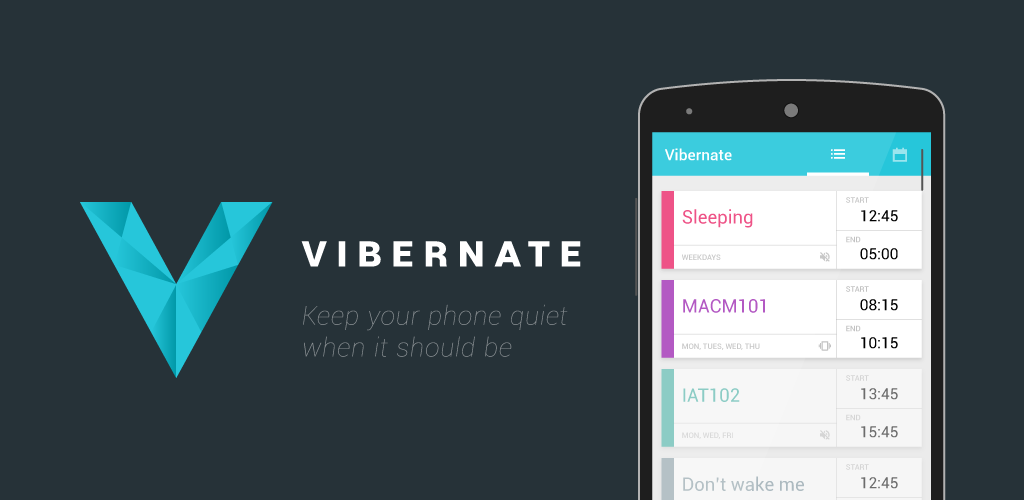 VIBERNATE
Keep your phone quiet
when it should be
Vibernate
Sleeping
WEEKDAYS
START
12:45
END
05:00
MACM101
MON, TUES, WED, THU
START
08:15
END
10:15
IAT102
MON, WED, FRI
START
13:45
END
15:45
Don't wake me
START
12:45